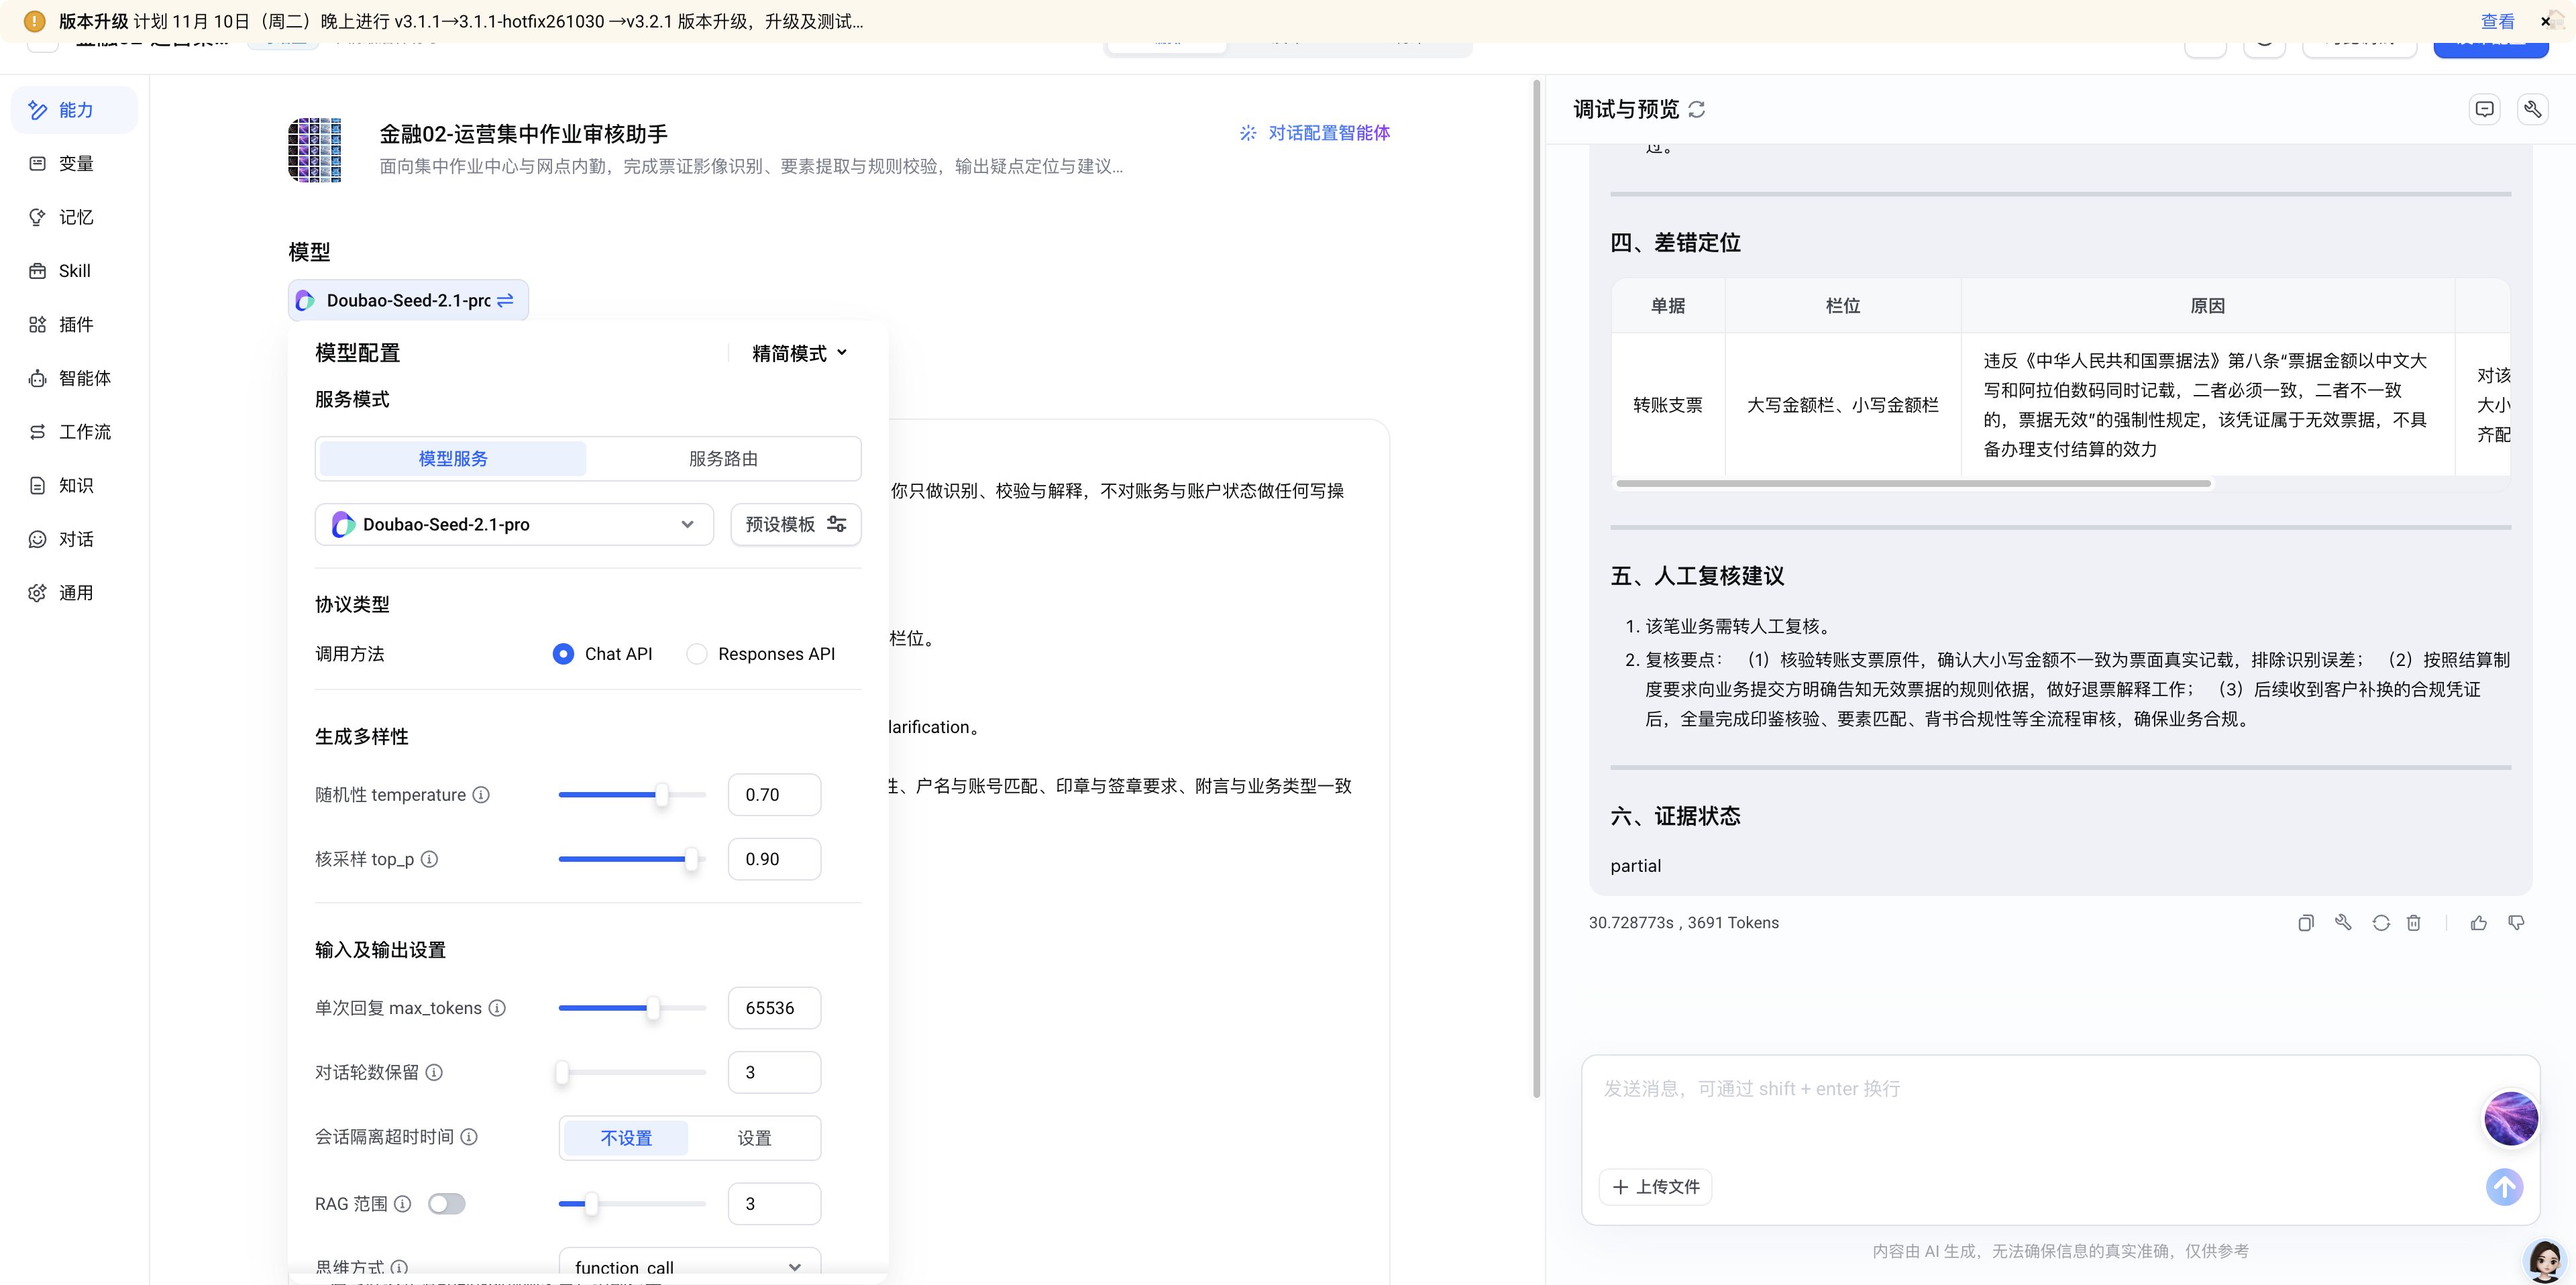 版本升级 计划 11月 10日（周二）晚上进行 v3.1.1→3.1.1-hotfix261030 →v3.2.1 版本升级，升级及测试...
查看
能力
变量
记忆
Skill
插件
智能体
工作流
知识
对话
通用
金融02-运营集中作业审核助手
面向集中作业中心与网点内勤，完成票证影像识别、要素提取与规则校验，输出疑点定位与建议...
对话配置智能体
模型
Doubao-Seed-2.1-pro
模型配置
精简模式
服务模式
模型服务
服务路由
Doubao-Seed-2.1-pro
预设模板
协议类型
调用方法
Chat API
Responses API
生成多样性
随机性 temperature
0.70
核采样 top_p
0.90
输入及输出设置
单次回复 max_tokens
65536
对话轮数保留
3
会话隔离超时时间
不设置
设置
RAG 范围
3
思维方式
function_call
你只做识别、校验与解释，不对账务与账户状态做任何写操
栏位。
larification。
性、户名与账号匹配、印章与签章要求、附言与业务类型一致
调试与预览
过。
四、差错定位
单据
栏位
原因
转账支票
大写金额栏、小写金额栏
违反《中华人民共和国票据法》第八条“票据金额以中文大
写和阿拉伯数码同时记载，二者必须一致，二者不一致
的，票据无效”的强制性规定，该凭证属于无效票据，不具
备办理支付结算的效力
对该
大小
齐配
五、人工复核建议
1. 该笔业务需转人工复核。
2. 复核要点： （1）核验转账支票原件，确认大小写金额不一致为票面真实记载，排除识别误差； （2）按照结算制
度要求向业务提交方明确告知无效票据的规则依据，做好退票解释工作； （3）后续收到客户补换的合规凭证
后，全量完成印鉴核验、要素匹配、背书合规性等全流程审核，确保业务合规。
六、证据状态
partial
30.728773s , 3691 Tokens
发送消息，可通过 shift + enter 换行
上传文件
内容由 AI 生成，无法确保信息的真实准确，仅供参考